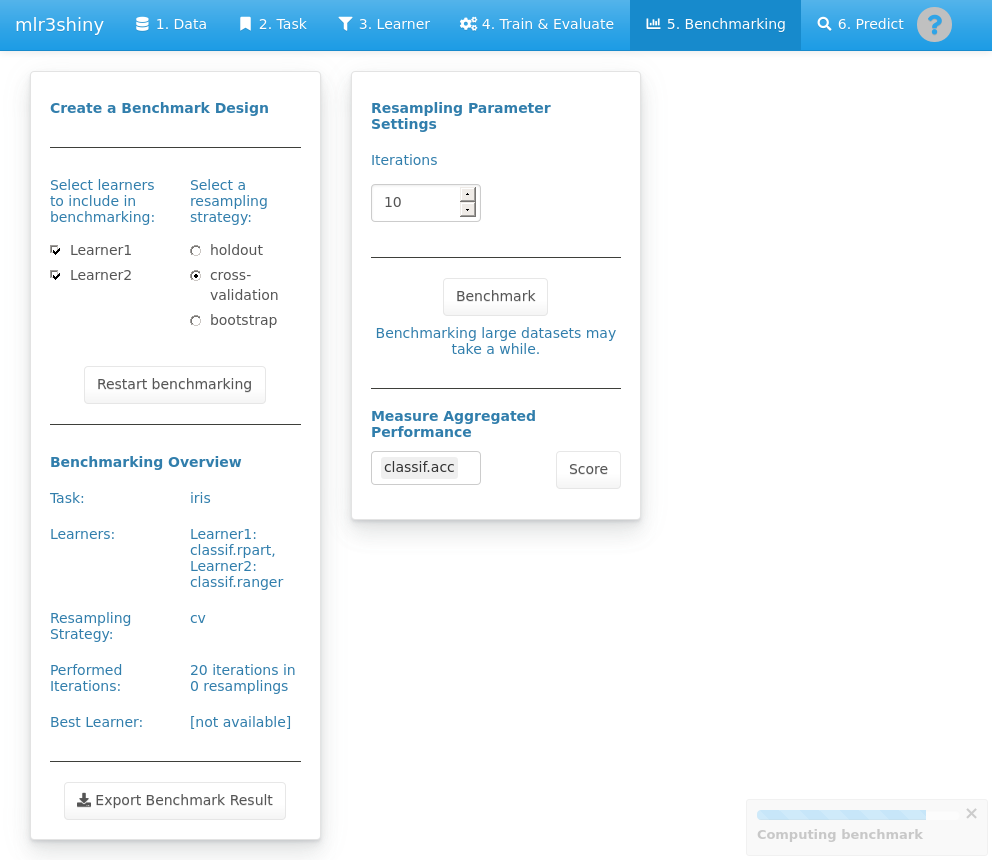 mlr3shiny
1. Data
2. Task
3. Learner
4. Train & Evaluate
5. Benchmarking
6. Predict
?
Create a Benchmark Design
Select learners
to include in
benchmarking:
Learner1
Learner2
Select a
resampling
strategy:
holdout
cross-
validation
bootstrap
Restart benchmarking
Benchmarking Overview
Task:
iris
Learners:
Learner1:
classif.rpart,
Learner2:
classif.ranger
Resampling
Strategy:
cv
Performed
Iterations:
20 iterations in
0 resamplings
Best Learner:
[not available]
Export Benchmark Result
Resampling Parameter
Settings
Iterations
10
Benchmark
Benchmarking large datasets may
take a while.
Measure Aggregated
Performance
classif.acc
Score
Computing benchmark